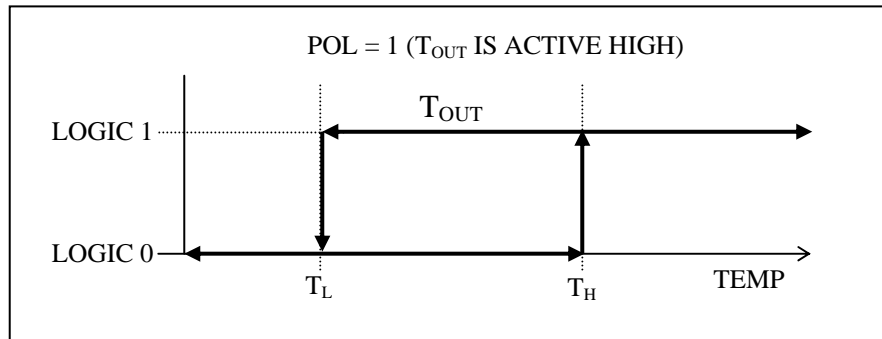 POL = 1 (TOUT IS ACTIVE HIGH)
TOUT
LOGIC 1
LOGIC 0
TL
TH
TEMP